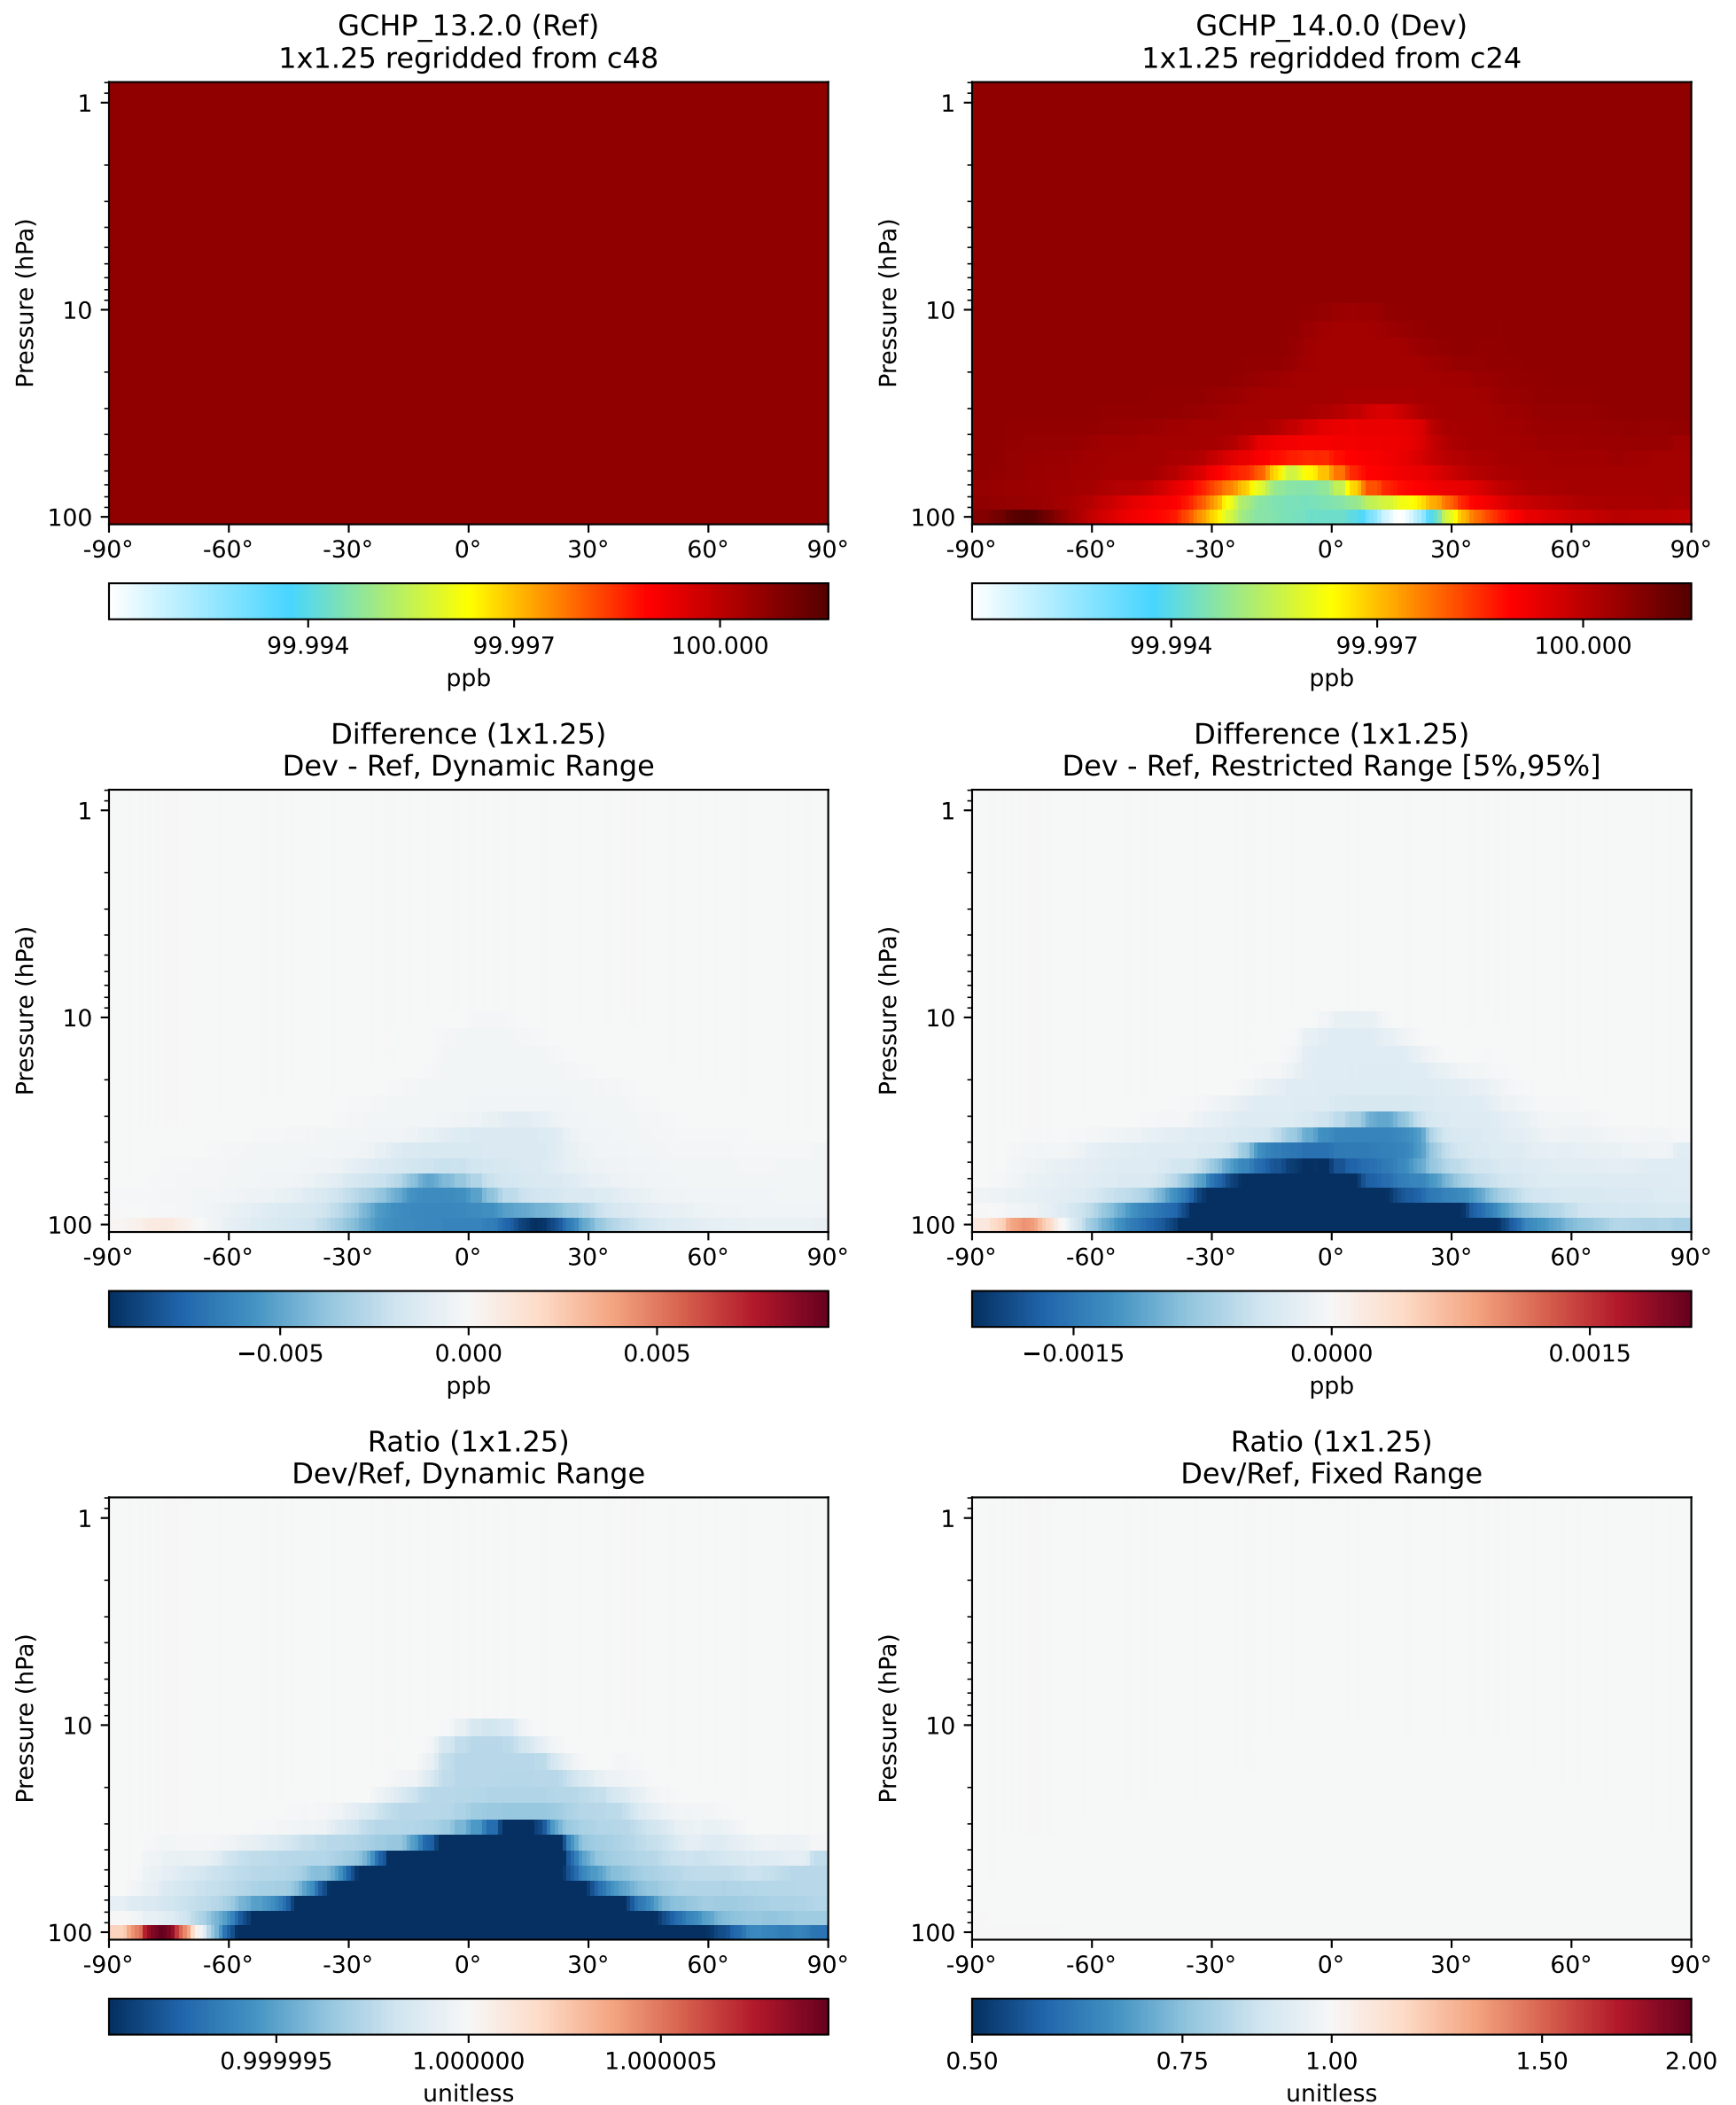 GCHP_13.2.0 (Ref)
1x1.25 regridded from c48
Pressure (hPa)
1
10
100
-90° -60° -30° 0° 30° 60° 90°
99.994 99.997 100.000
ppb
GCHP_14.0.0 (Dev)
1x1.25 regridded from c24
Pressure (hPa)
1
10
100
-90° -60° -30° 0° 30° 60° 90°
99.994 99.997 100.000
ppb
Difference (1x1.25)
Dev - Ref, Dynamic Range
Pressure (hPa)
1
10
100
-90° -60° -30° 0° 30° 60° 90°
−0.005 0.000 0.005
ppb
Difference (1x1.25)
Dev - Ref, Restricted Range [5%,95%]
Pressure (hPa)
1
10
100
-90° -60° -30° 0° 30° 60° 90°
−0.0015 0.0000 0.0015
ppb
Ratio (1x1.25)
Dev/Ref, Dynamic Range
Pressure (hPa)
1
10
100
-90° -60° -30° 0° 30° 60° 90°
0.999995 1.000000 1.000005
unitless
Ratio (1x1.25)
Dev/Ref, Fixed Range
Pressure (hPa)
1
10
100
-90° -60° -30° 0° 30° 60° 90°
0.50 0.75 1.00 1.50 2.00
unitless